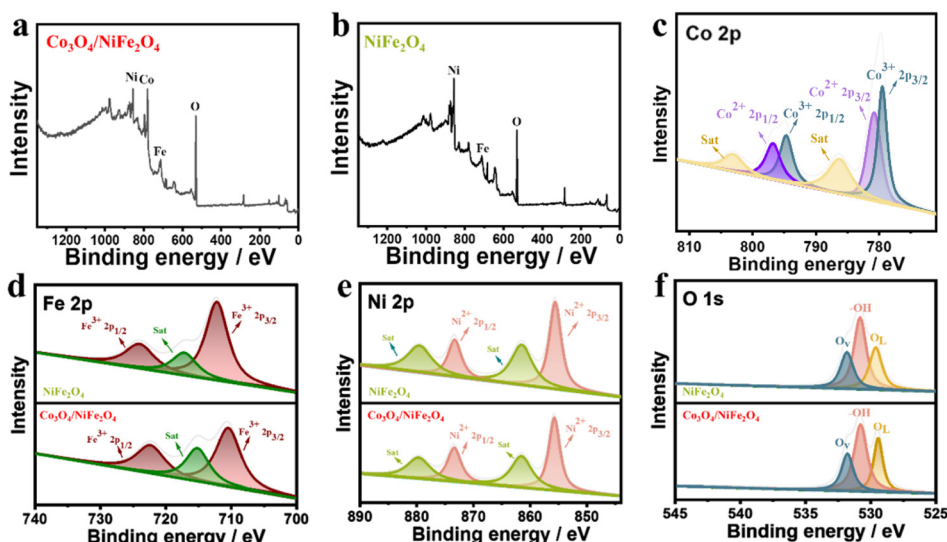 a
Co3O4/NiFe2O4
Ni Co
O
Fe
Intensity
1200 1000 800 600 400 200 0
Binding energy / eV
b
NiFe2O4
Ni
O
Fe
Intensity
1200 1000 800 600 400 200 0
Binding energy / eV
c
Co 2p
Co3+ 2p3/2
Co2+ 2p3/2
Co2+ 2p1/2
Co3+ 2p1/2
Sat
Sat
Intensity
810 800 790 780
Binding energy / eV
d
Fe 2p
Fe3+ 2p1/2
Sat
Fe3+ 2p3/2
NiFe2O4
Co3O4/NiFe2O4
Fe3+ 2p1/2
Sat
Fe3+ 2p3/2
Intensity
740 730 720 710 700
Binding energy / eV
e
Ni 2p
Sat
Ni2+ 2p1/2
Sat
Ni2+ 2p3/2
NiFe2O4
Co3O4/NiFe2O4
Sat
Ni2+ 2p1/2
Sat
Ni2+ 2p3/2
Intensity
890 880 870 860 850
Binding energy / eV
f
O 1s
-OH
Ov
OL
NiFe2O4
Co3O4/NiFe2O4
-OH
Ov
OL
Intensity
545 540 535 530 525
Binding energy / eV